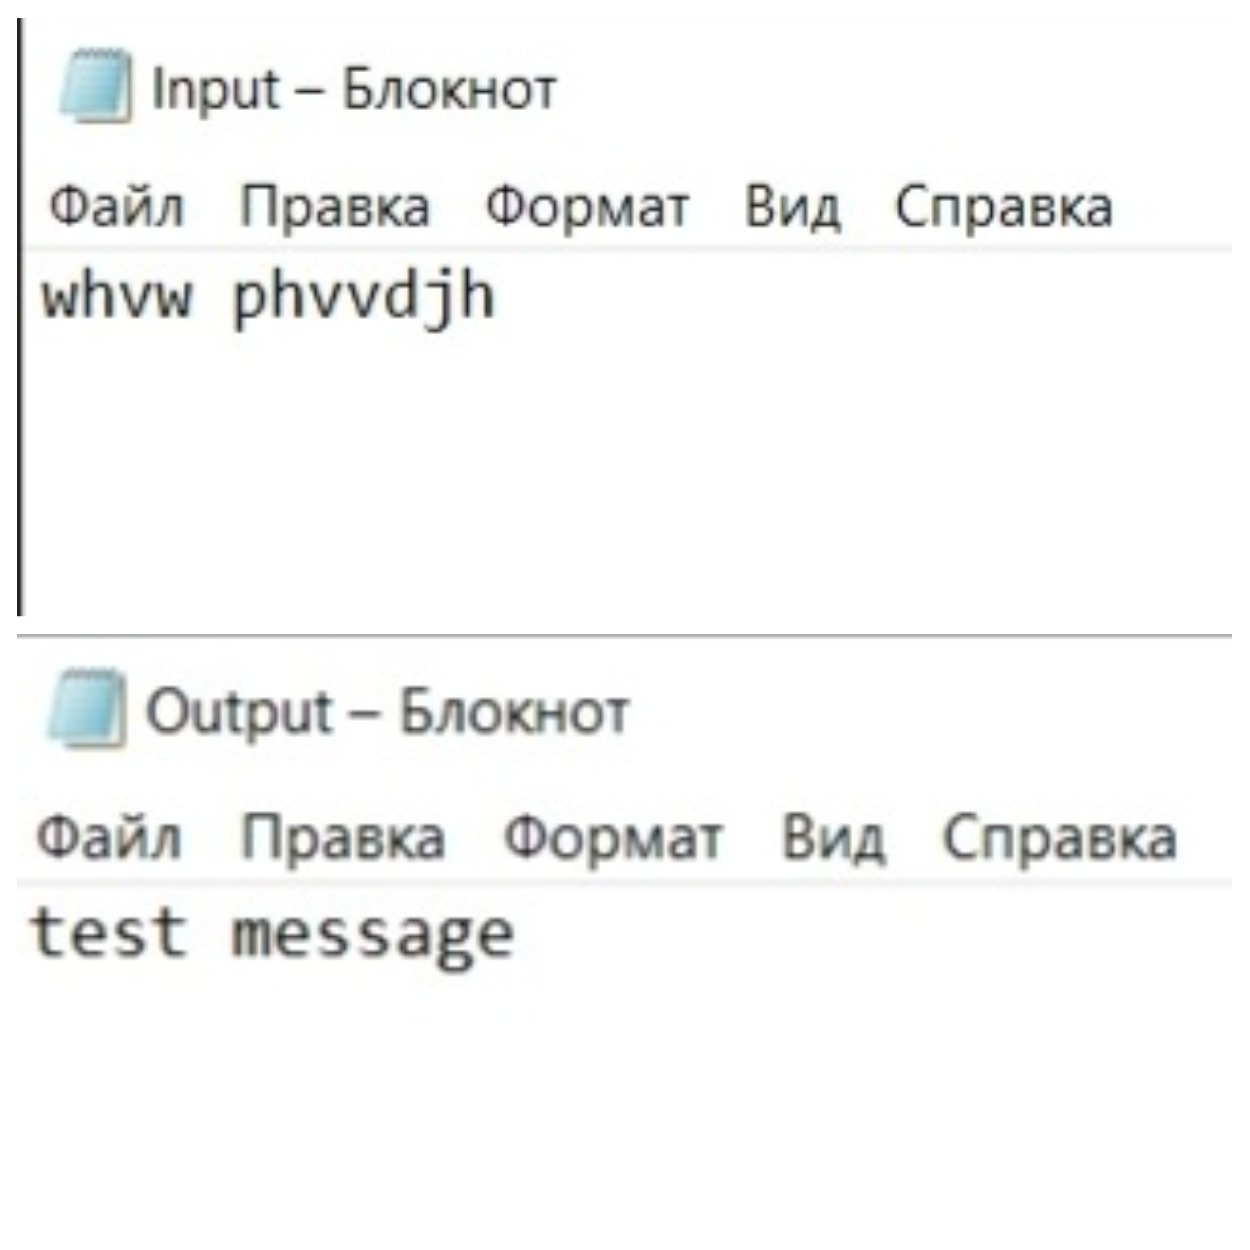 Input – Блокнот
Файл Правка Формат Вид Справка
whvw phvvdjh
Output – Блокнот
Файл Правка Формат Вид Справка
test message